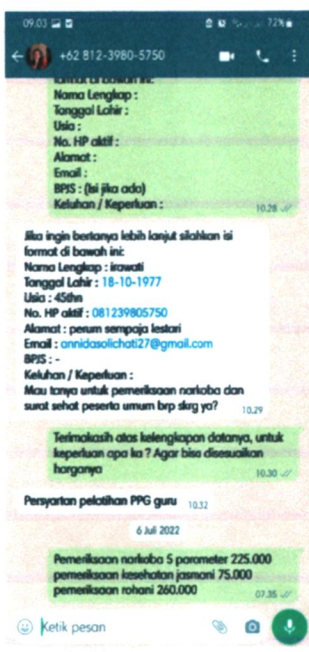 09.03
72%
+62 812-3980-5750
format di bawah ini:
Nama Lengkap :
Tanggal Lahir :
Usia :
No. HP aktif :
Alamat :
Email :
BPJS : (Isi jika ada)
Keluhan / Keperluan :
10.28
Jika ingin bertanya lebih lanjut silahkan isi
format di bawah ini:
Nama Lengkap : irawati
Tanggal Lahir : 18-10-1977
Usia : 45thn
No. HP aktif : 081239805750
Alamat : perum sempaja lestari
Email : annidasolichati27@gmail.com
BPJS : -
Keluhan / Keperluan :
Mau tanya untuk pemeriksaan narkoba dan
surat sehat peserta umum brp skrg ya?
10.29
Terimakasih atas kelengkapan datanya, untuk
keperluan apa ka ? Agar bisa disesuaikan
harganya
10.30
Persyartan pelatihan PPG guru
10.32
6 Juli 2022
Pemeriksaan narkoba 5 parameter 225.000
pemeriksaan kesehatan jasmani 75.000
pemeriksaan rohani 260.000
07.35
Ketik pesan